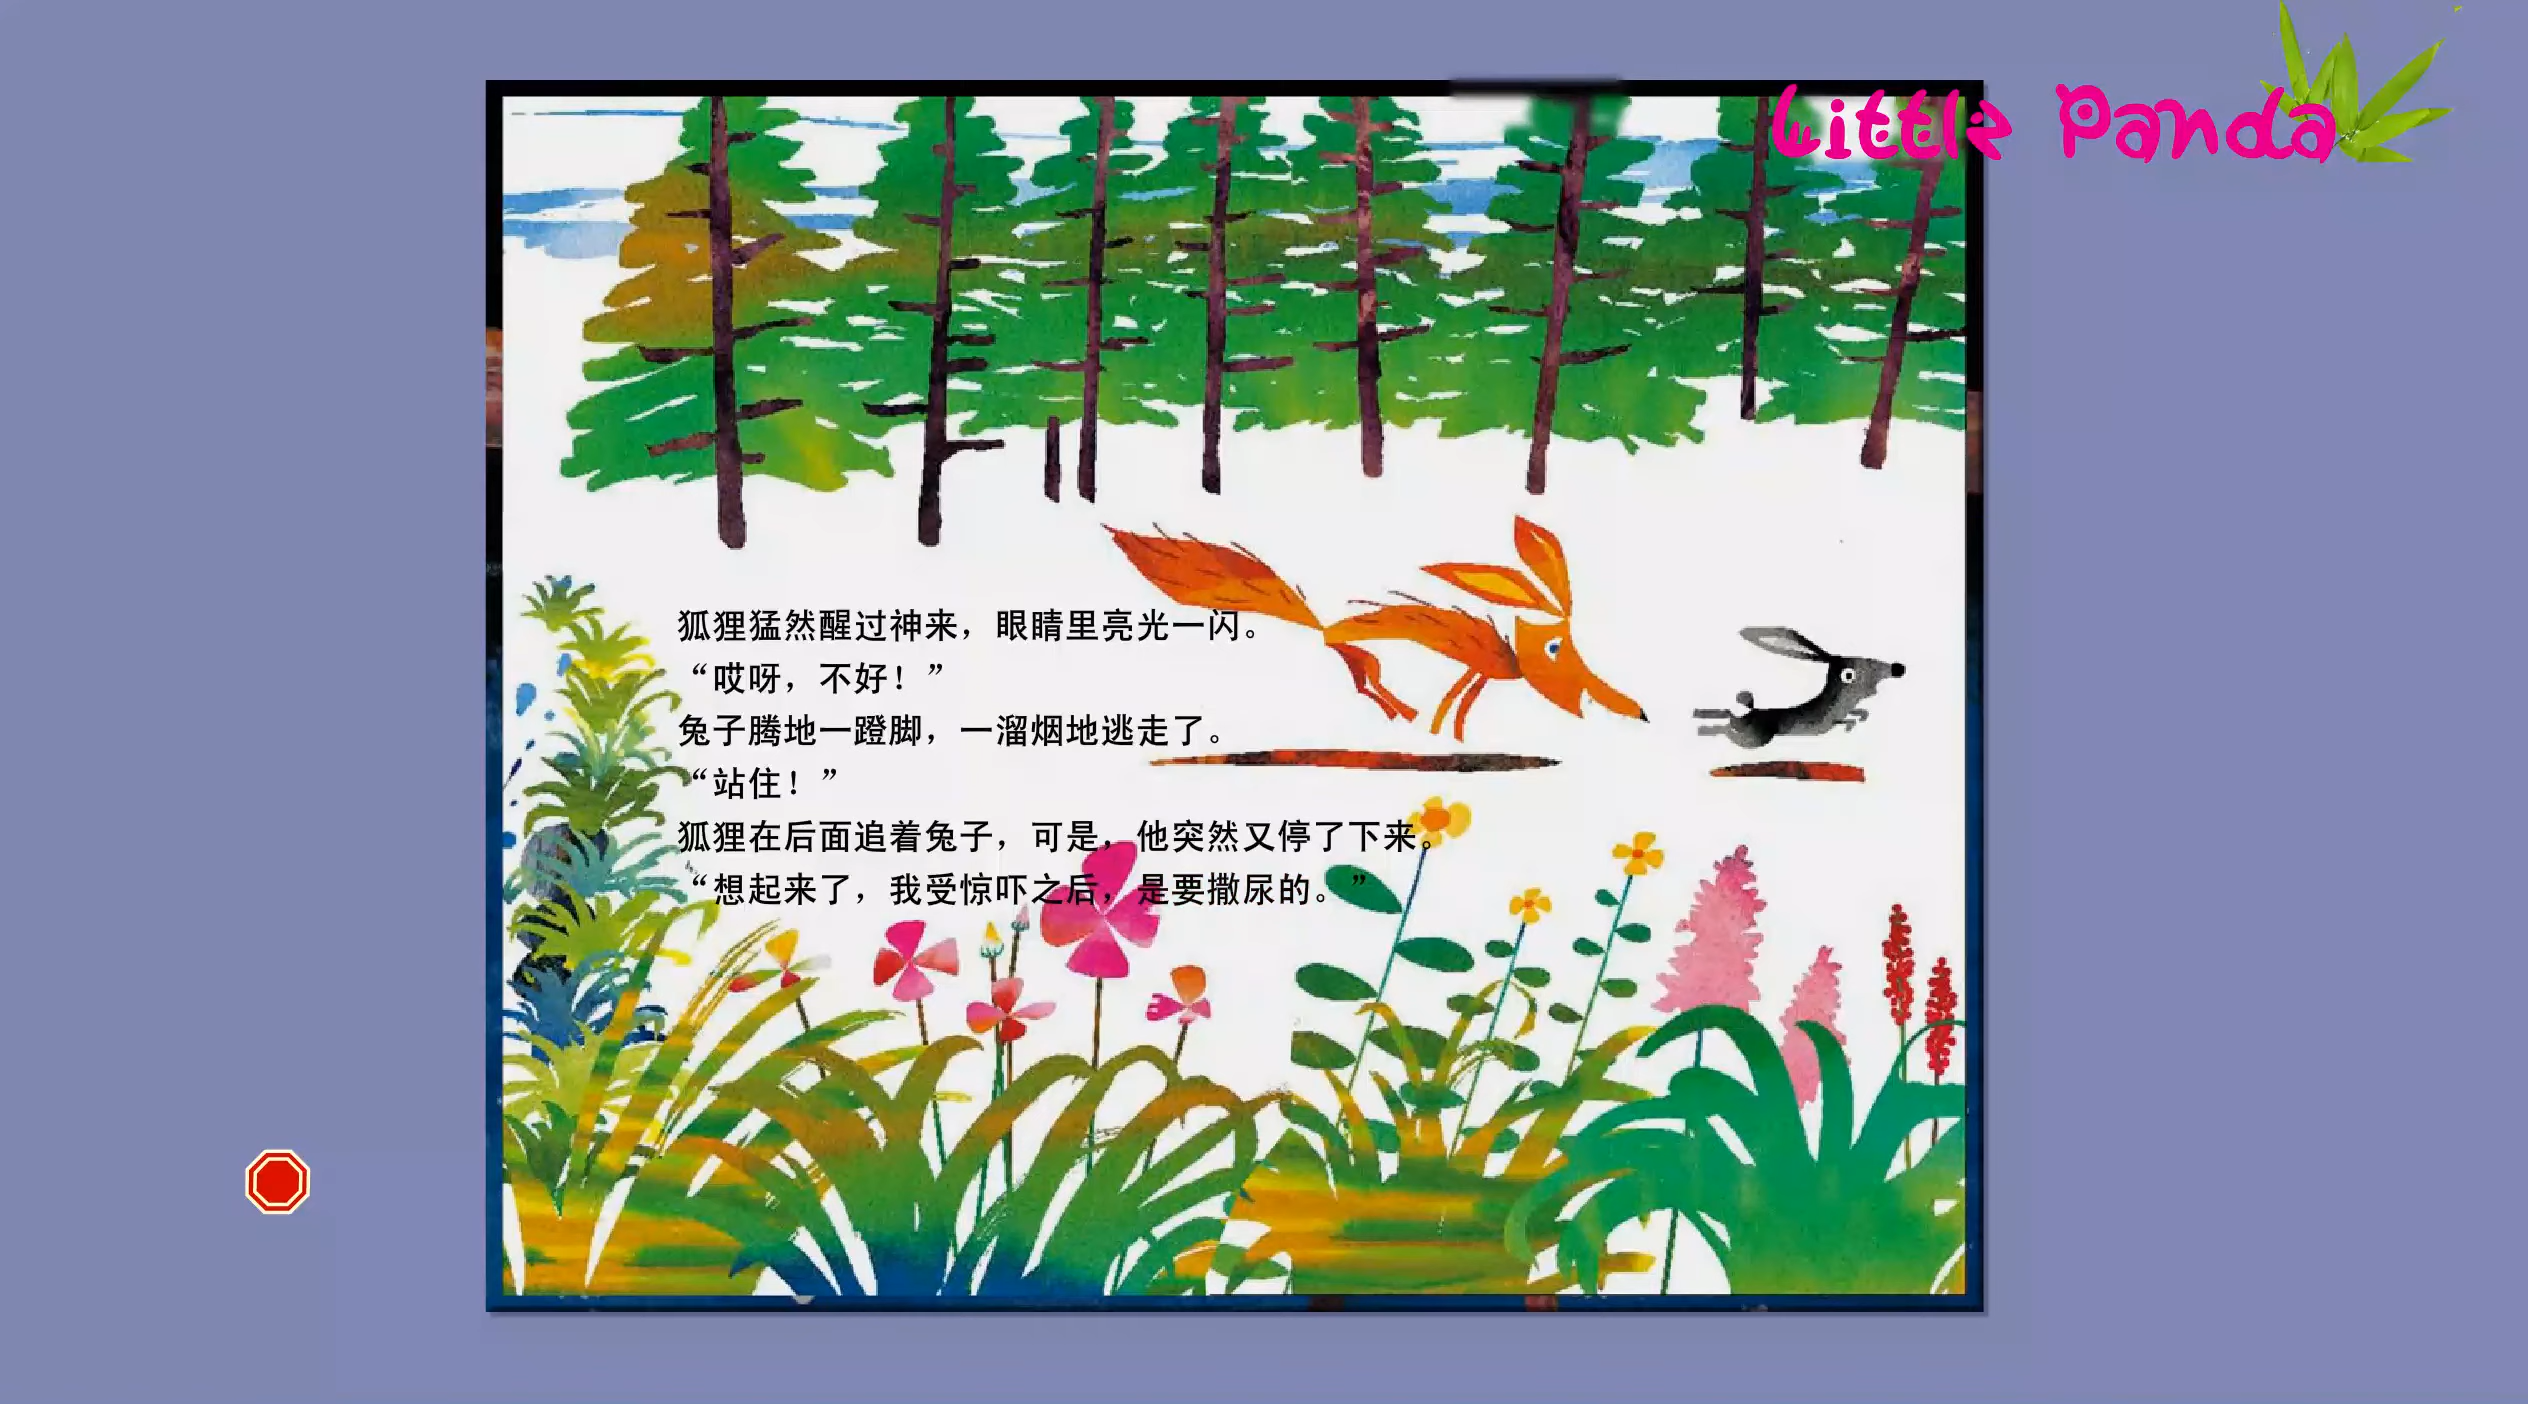 Little Panda
狐狸猛然醒过神来，眼睛里亮光一闪。
“哎呀，不好！”
兔子腾地一蹬脚，一溜烟地逃走了。
“站住！”
狐狸在后面追着兔子，可是，他突然又停了下来。
“想起来了，我受惊吓之后，是要撒尿的。”